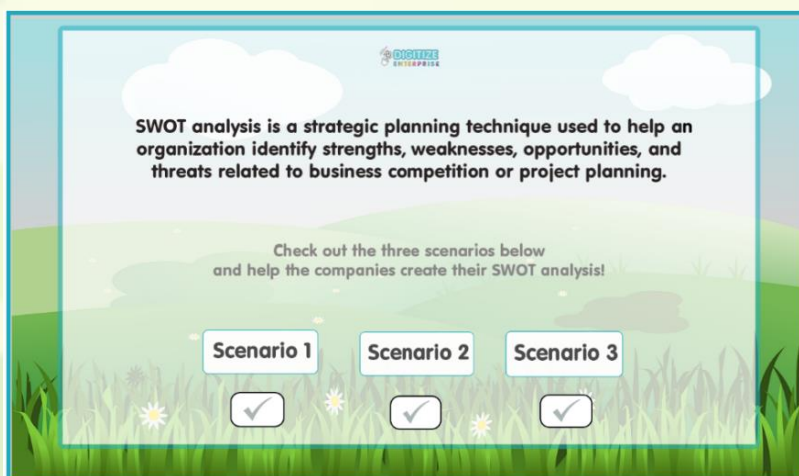 DIGITIZE
ENTERPRISE
SWOT analysis is a strategic planning technique used to help an
organization identify strengths, weaknesses, opportunities, and
threats related to business competition or project planning.
Check out the three scenarios below
and help the companies create their SWOT analysis!
Scenario 1 Scenario 2 Scenario 3